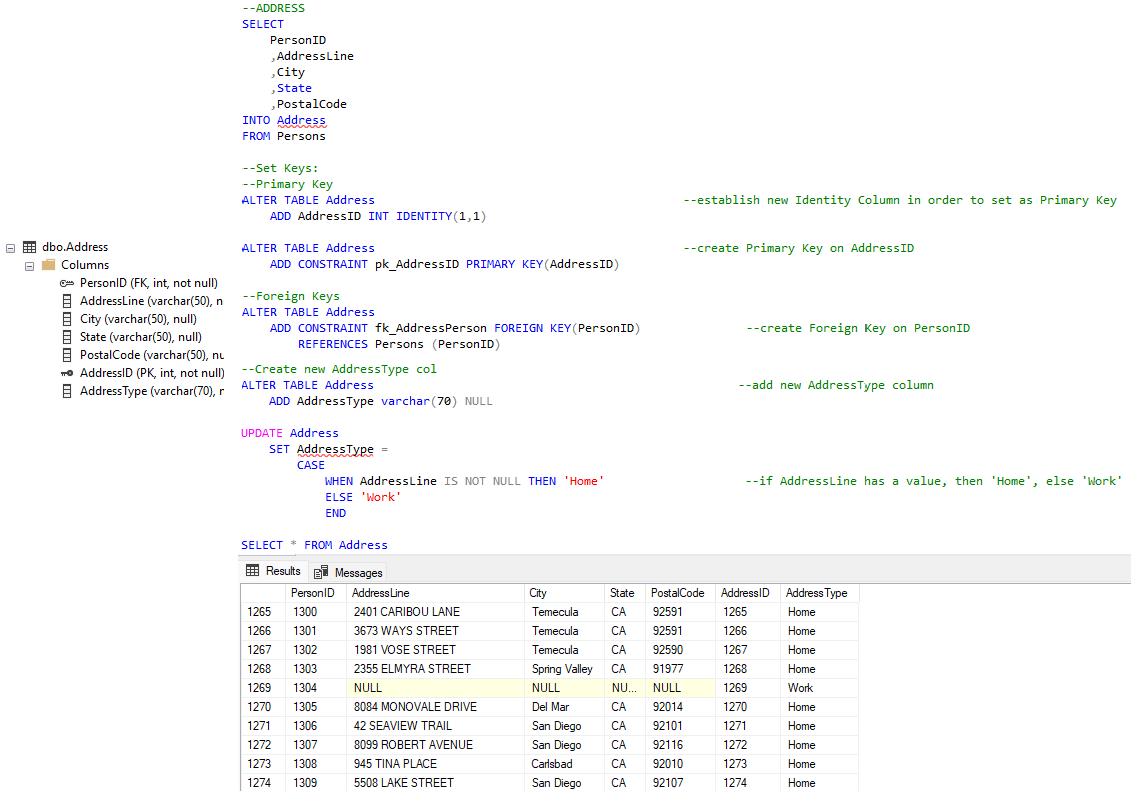 --ADDRESS
SELECT
PersonID
,AddressLine
,City
,State
,PostalCode
INTO Address
FROM Persons
--Set Keys:
--Primary Key
ALTER TABLE Address --establish new Identity Column in order to set as Primary Key
ADD AddressID INT IDENTITY(1,1)
ALTER TABLE Address --create Primary Key on AddressID
ADD CONSTRAINT pk_AddressID PRIMARY KEY(AddressID)
--Foreign Keys
ALTER TABLE Address
ADD CONSTRAINT fk_AddressPerson FOREIGN KEY(PersonID) --create Foreign Key on PersonID
REFERENCES Persons (PersonID)
--Create new AddressType col
ALTER TABLE Address --add new AddressType column
ADD AddressType varchar(70) NULL
UPDATE Address
SET AddressType =
CASE
WHEN AddressLine IS NOT NULL THEN 'Home' --if AddressLine has a value, then 'Home', else 'Work'
ELSE 'Work'
END
SELECT * FROM Address
dbo.Address
Columns
PersonID (FK, int, not null)
AddressLine (varchar(50), n
City (varchar(50), null)
State (varchar(50), null)
PostalCode (varchar(50), nu
AddressID (PK, int, not null)
AddressType (varchar(70), n
Results Messages
PersonID AddressLine City State PostalCode AddressID AddressType
1265 1300 2401 CARIBOU LANE Temecula CA 92591 1265 Home
1266 1301 3673 WAYS STREET Temecula CA 92591 1266 Home
1267 1302 1981 VOSE STREET Temecula CA 92590 1267 Home
1268 1303 2355 ELMYRA STREET Spring Valley CA 91977 1268 Home
1269 1304 NULL NULL NU... NULL 1269 Work
1270 1305 8084 MONOVALE DRIVE Del Mar CA 92014 1270 Home
1271 1306 42 SEAVIEW TRAIL San Diego CA 92101 1271 Home
1272 1307 8099 ROBERT AVENUE San Diego CA 92116 1272 Home
1273 1308 945 TINA PLACE Carlsbad CA 92010 1273 Home
1274 1309 5508 LAKE STREET San Diego CA 92107 1274 Home